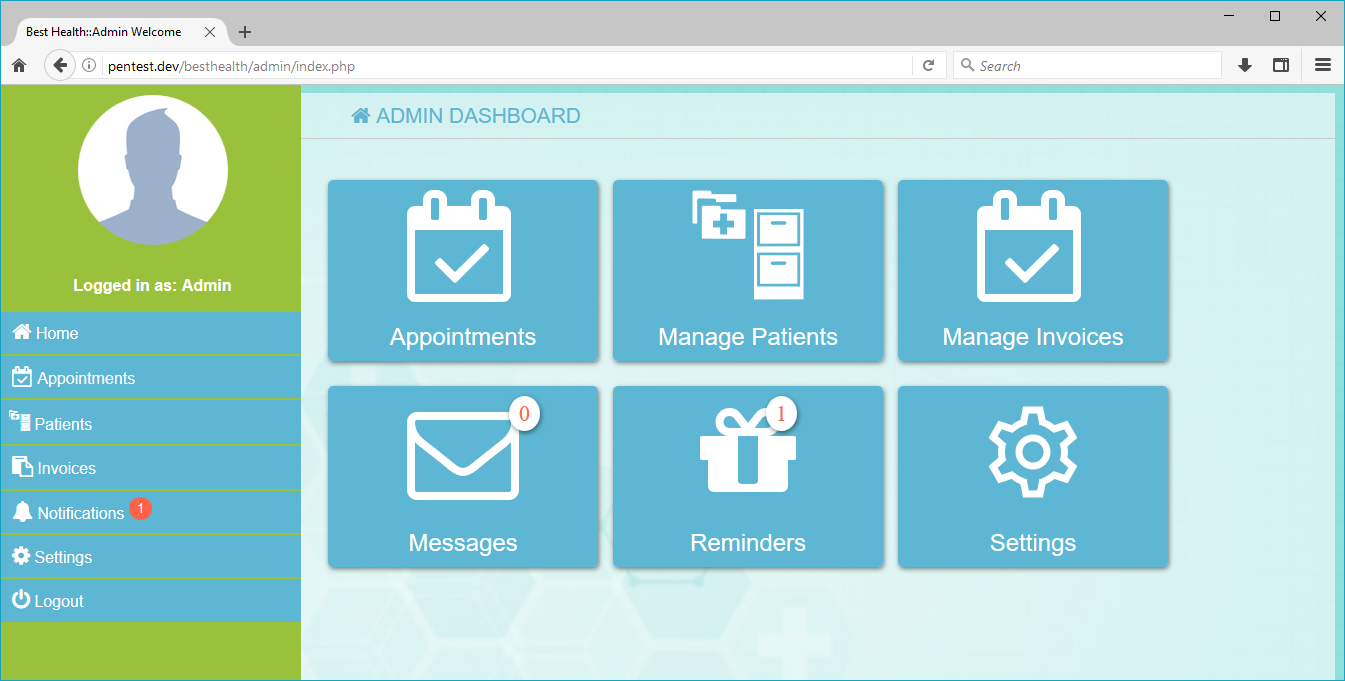 Best Health::Admin Welcome
pentest.dev/besthealth/admin/index.php
Search
ADMIN DASHBOARD
Logged in as: Admin
Home
Appointments
Patients
Invoices
Notifications 1
Settings
Logout
Appointments
Manage Patients
Manage Invoices
0
Messages
1
Reminders
Settings